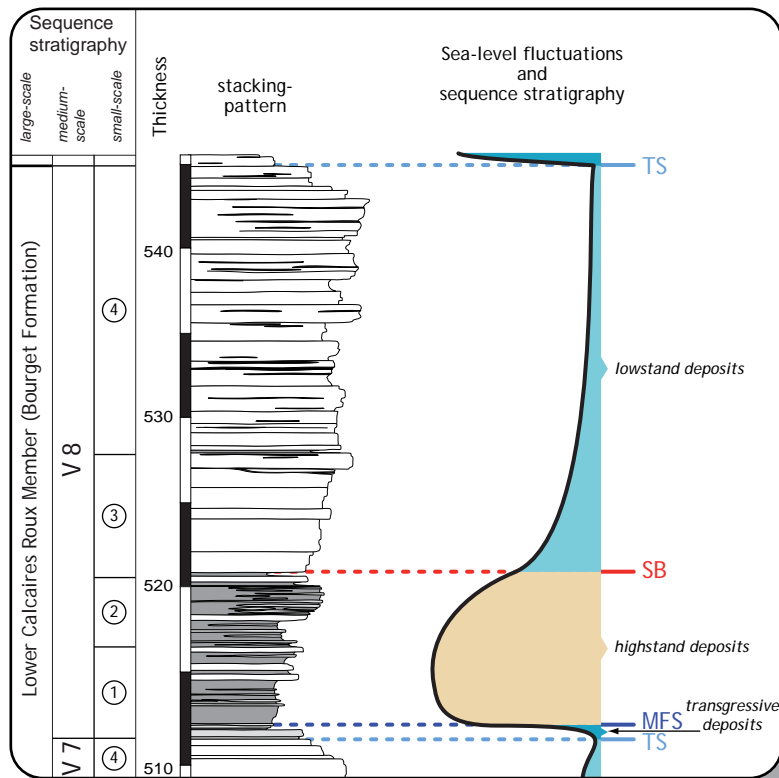 Sequence
stratigraphy
large-scale
medium-
scale
small-scale
Thickness
stacking-
pattern
Sea-level fluctuations
and
sequence stratigraphy
TS
540
4
lowstand deposits
530
Lower Calcaires Roux Member (Bourget Formation)
V 8
3
SB
520
2
highstand deposits
1
MFS
transgressive
deposits
TS
V 7
4
510